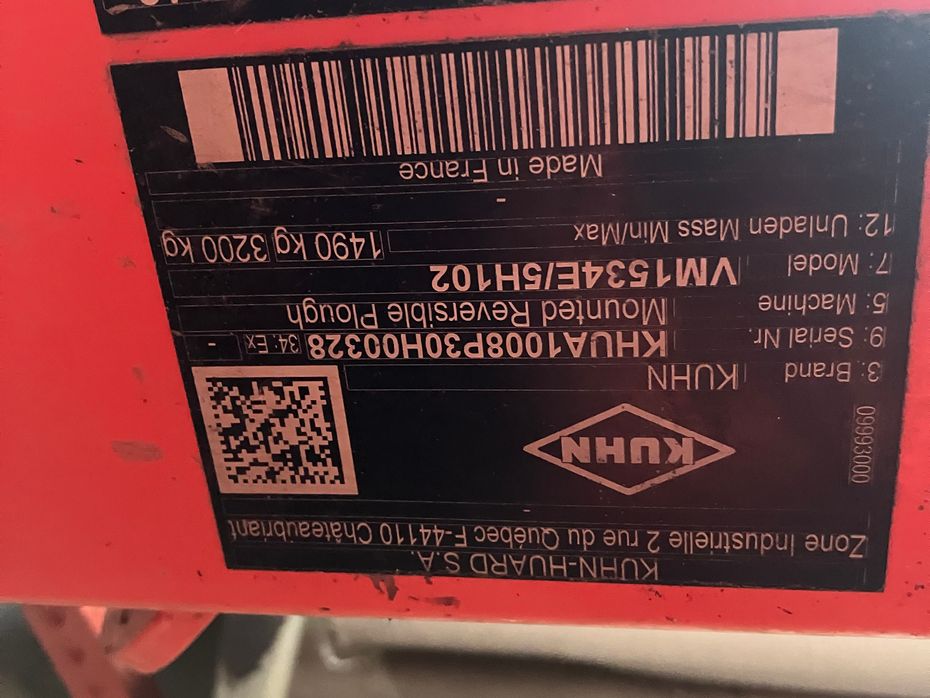 KUHN-HUARD S.A.
Zone Industrielle 2 rue du Québec F-44110 Châteaubriant
09993000
KUHN
3: Brand KUHN
9: Serial Nr. KHUA1008P30H00328 34: Ex -
5: Machine Mounted Reversible Plough
7: Model VM1534E/5H102
12: Unladen Mass Min/Max 1490 kg 3200 kg
-
Made in France